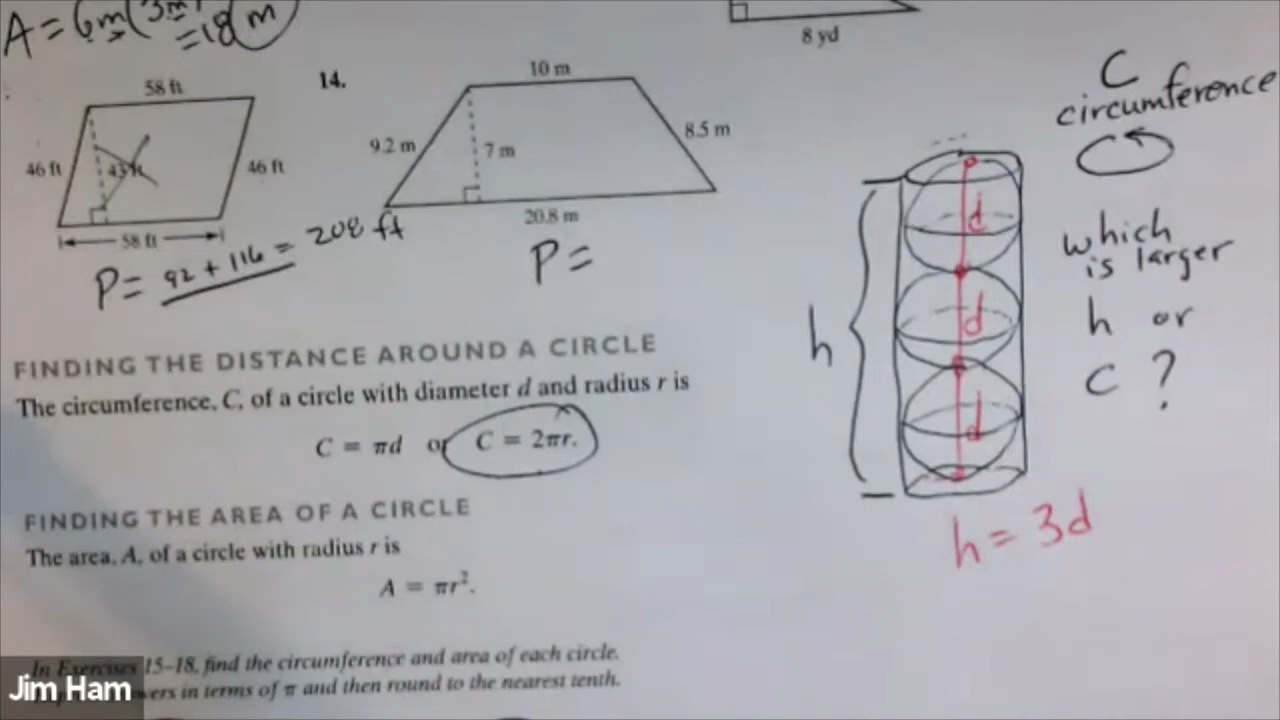 A = 6m(3m)
= 18 m
8 yd
58 ft
46 ft
43 ft
46 ft
58 ft
P = 92 + 116 = 208 ft
14.
10 m
9.2 m
7 m
8.5 m
20.8 m
P =
FINDING THE DISTANCE AROUND A CIRCLE
The circumference, C, of a circle with diameter d and radius r is
C = πd or C = 2πr.
FINDING THE AREA OF A CIRCLE
The area, A, of a circle with radius r is
A = πr².
In Exercises 15–18, find the circumference and area of each circle.
in terms of π and then round to the nearest tenth.
C
circumference
which
is larger
h or
C ?
h
d
d
d
h = 3d
Jim Ham